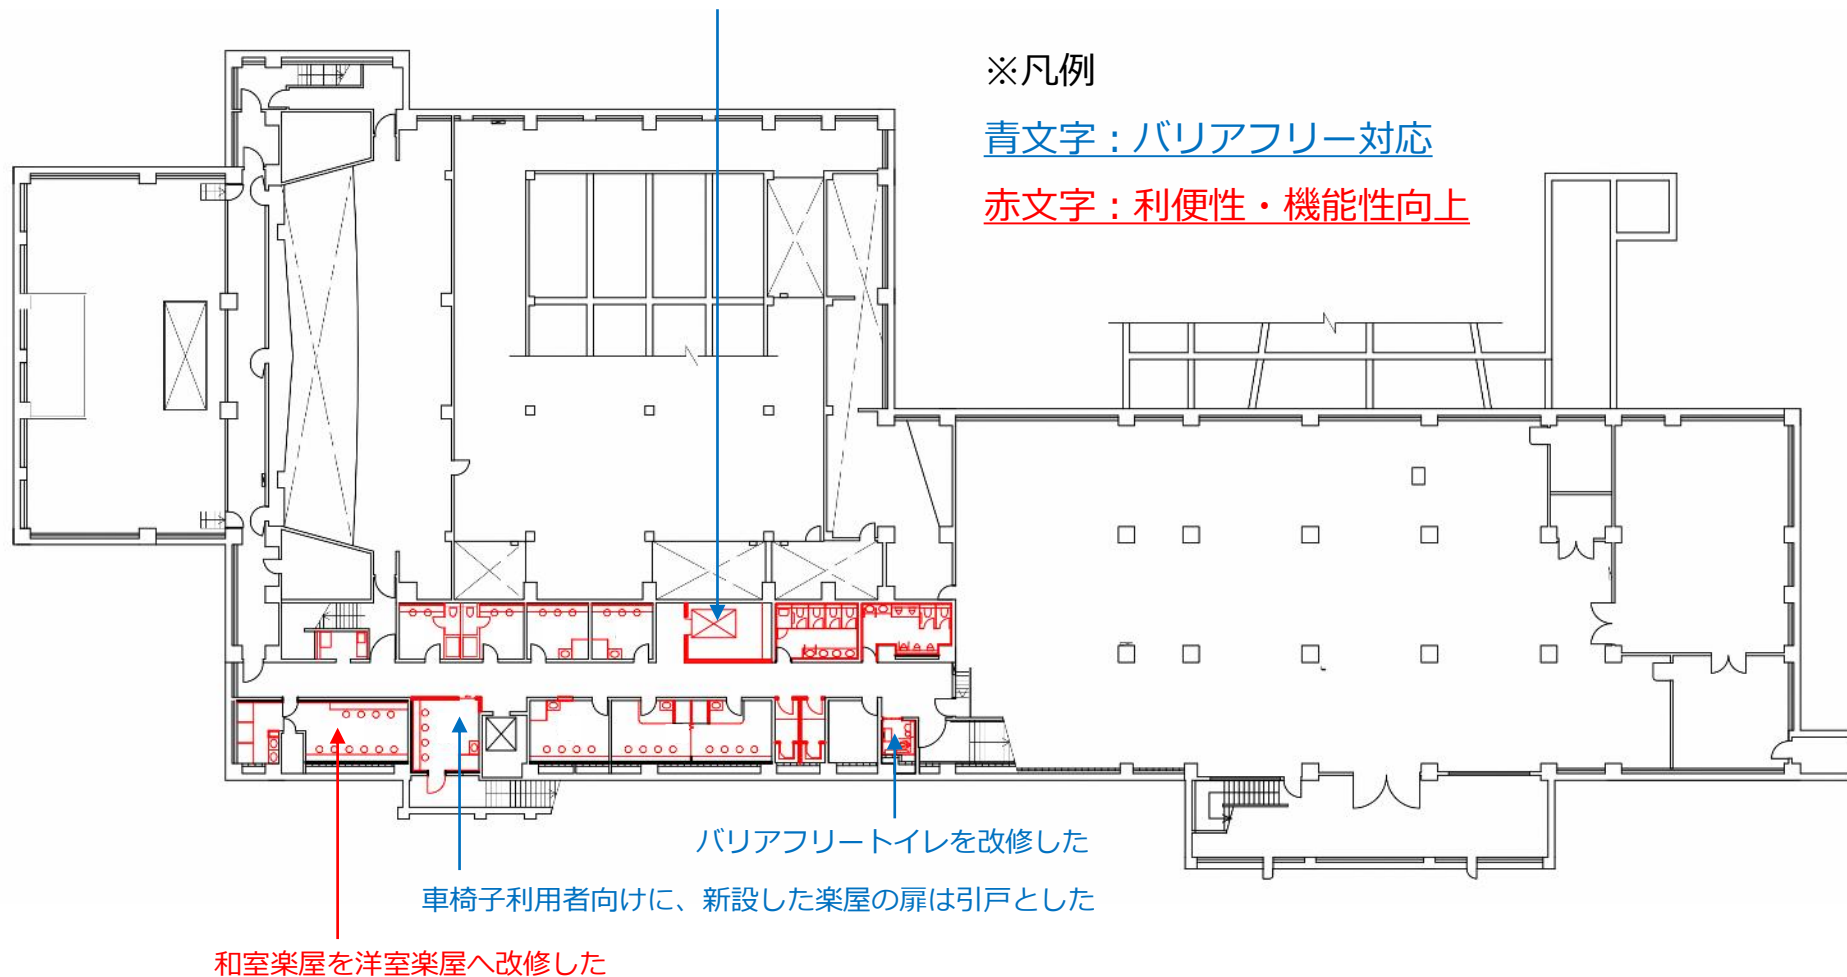 ※凡例
青文字：バリアフリー対応
赤文字：利便性・機能性向上
バリアフリートイレを改修した
車椅子利用者向けに、新設した楽屋の扉は引戸とした
和室楽屋を洋室楽屋へ改修した